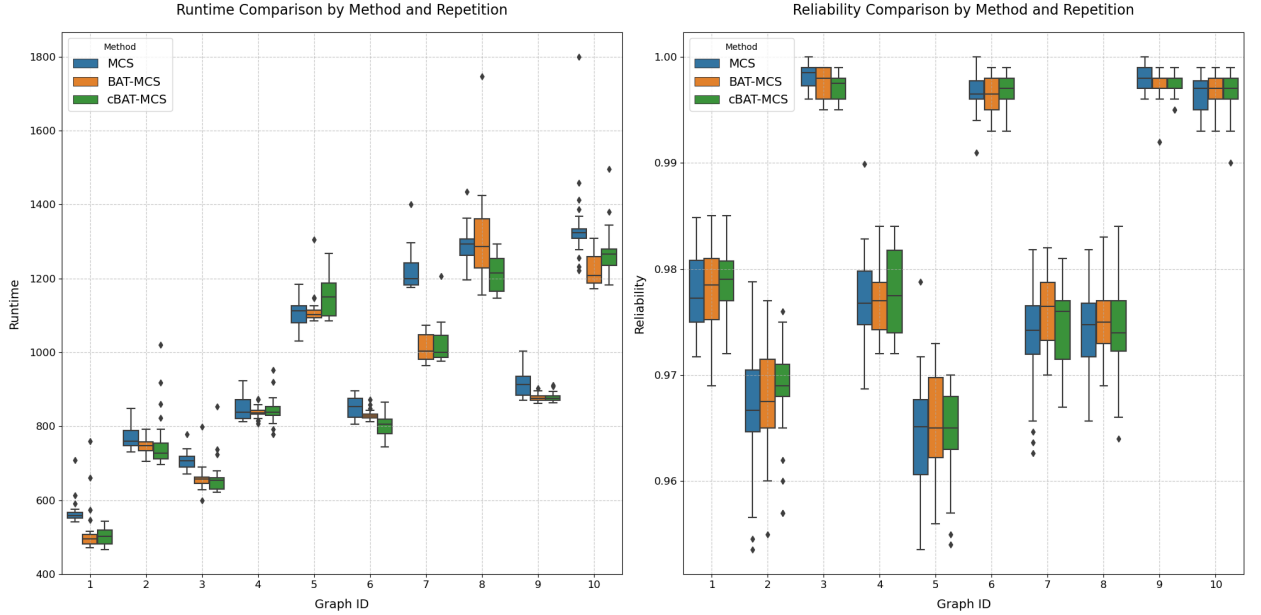 Runtime Comparison by Method and Repetition
Method
MCS
BAT-MCS
cBAT-MCS
Runtime
1800
1600
1400
1200
1000
800
600
400
1 2 3 4 5 6 7 8 9 10
Graph ID
Reliability Comparison by Method and Repetition
Method
MCS
BAT-MCS
cBAT-MCS
Reliability
1.00
0.99
0.98
0.97
0.96
1 2 3 4 5 6 7 8 9 10
Graph ID